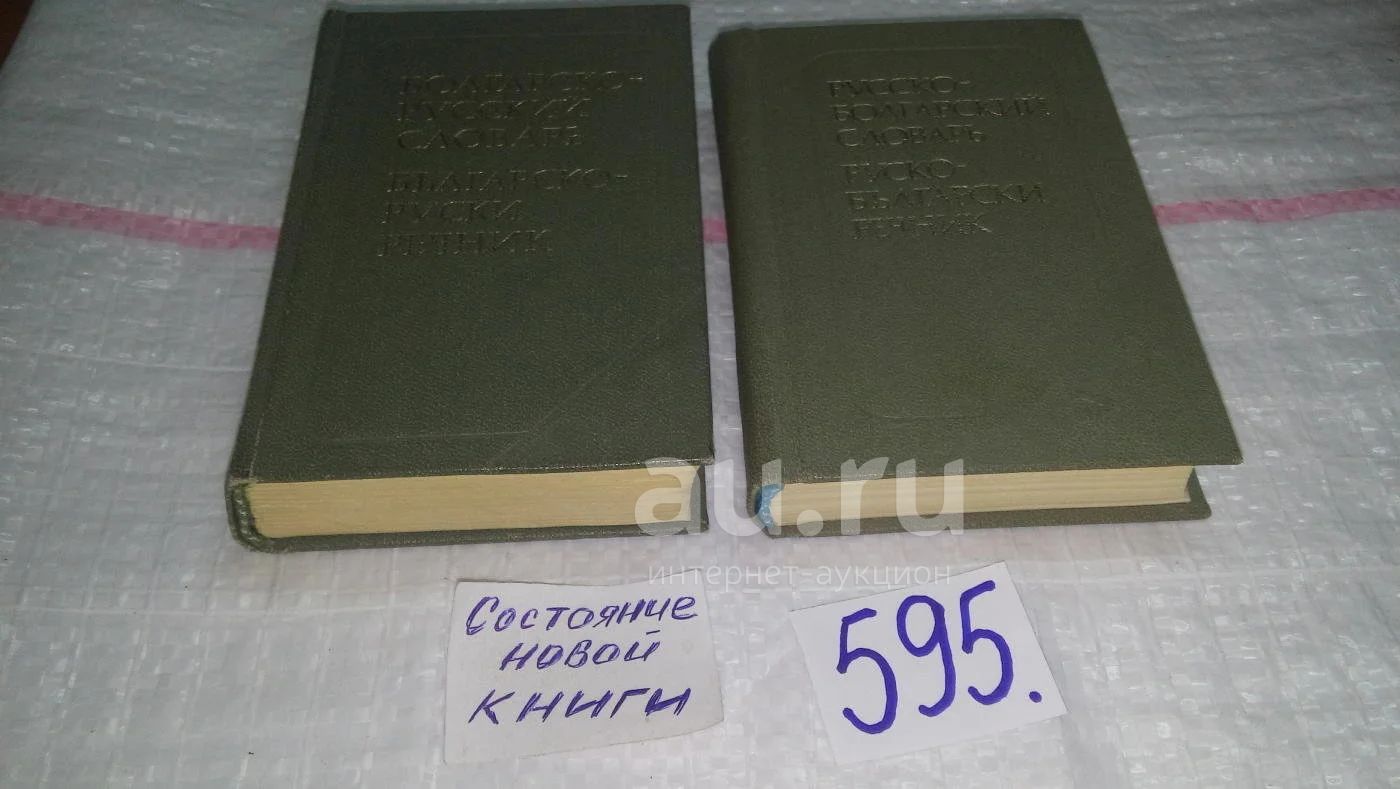 БОЛГАРСКО-
РУССКИЙ
СЛОВАРЬ
БЪЛГАРСКО-
РУСКИ
РЕЧНИК
РУССКО-
БОЛГАРСКИЙ
СЛОВАРЬ
РУСКО-
БЪЛГАРСКИ
РЕЧНИК
au.ru
интернет-аукцион
Состояние
новой
книги
595.